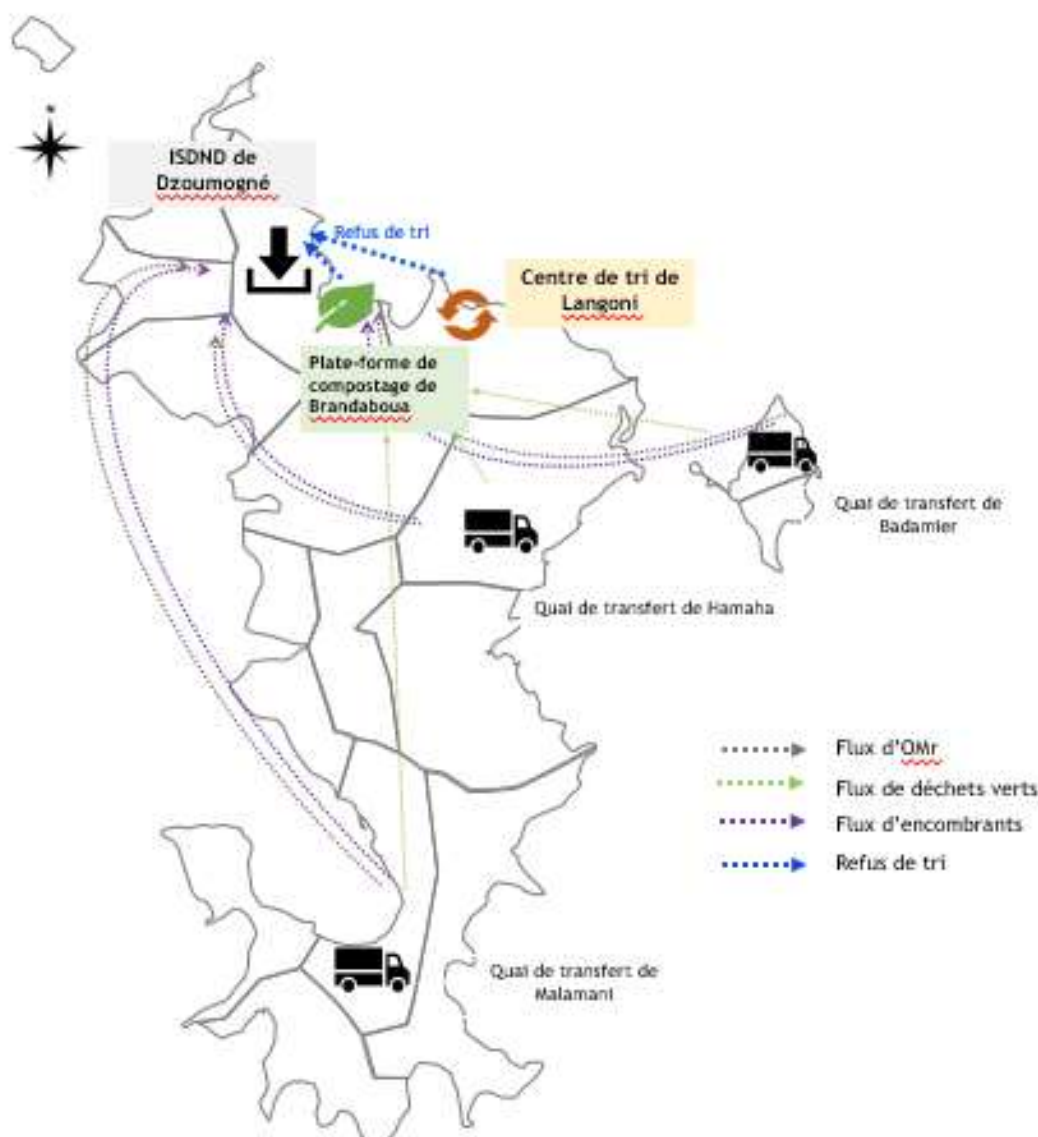 N
ISDND de
Dzoumogné
Refus de tri
Centre de tri de
Langoni
Plate-forme de
compostage de
Brandaboua
Quai de transfert de
Badamier
Quai de transfert de Hamaha
Flux d'OMr
Flux de déchets verts
Flux d'encombrants
Refus de tri
Quai de transfert de
Malamani